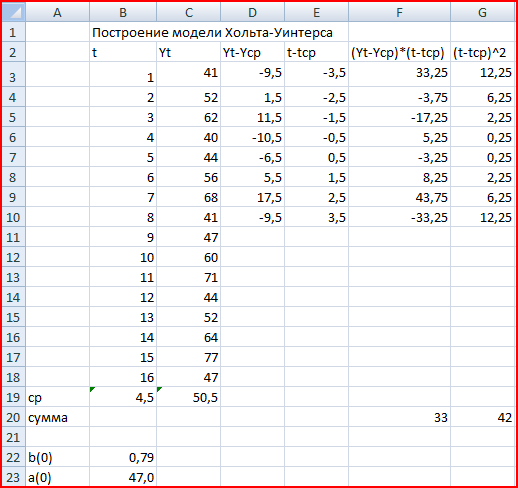 A B C D E F G
1 Построение модели Хольта-Уинтерса
2 t Yt Yt-Yср t-tср (Yt-Yср)*(t-tср) (t-tср)^2
3 1 41 -9,5 -3,5 33,25 12,25
4 2 52 1,5 -2,5 -3,75 6,25
5 3 62 11,5 -1,5 -17,25 2,25
6 4 40 -10,5 -0,5 5,25 0,25
7 5 44 -6,5 0,5 -3,25 0,25
8 6 56 5,5 1,5 8,25 2,25
9 7 68 17,5 2,5 43,75 6,25
10 8 41 -9,5 3,5 -33,25 12,25
11 9 47
12 10 60
13 11 71
14 12 44
15 13 52
16 14 64
17 15 77
18 16 47
19 ср 4,5 50,5
20 сумма 33 42
21
22 b(0) 0,79
23 a(0) 47,0